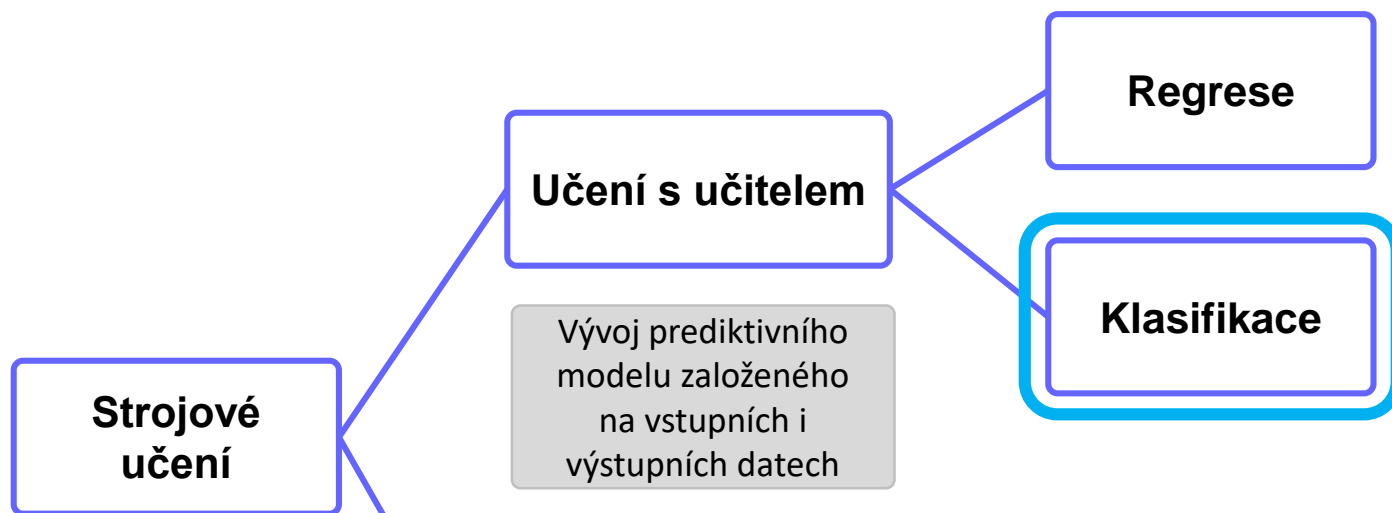 Regrese
Učení s učitelem
Klasifikace
Vývoj prediktivního
modelu založeného
na vstupních i
výstupních datech
Strojové
učení